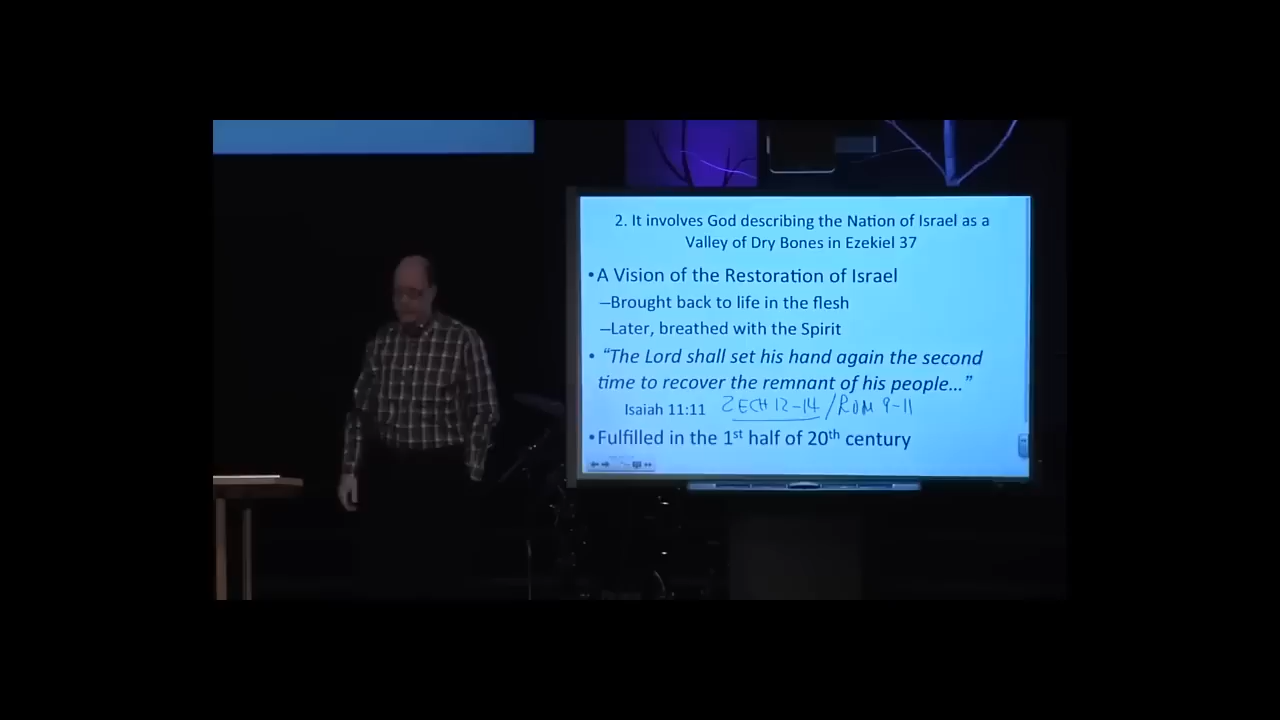 2. It involves God describing the Nation of Israel as a
Valley of Dry Bones in Ezekiel 37
•A Vision of the Restoration of Israel
–Brought back to life in the flesh
–Later, breathed with the Spirit
• “The Lord shall set his hand again the second
time to recover the remnant of his people…”
Isaiah 11:11 ZECH 12-14 / ROM 9-11
•Fulfilled in the 1st half of 20th century